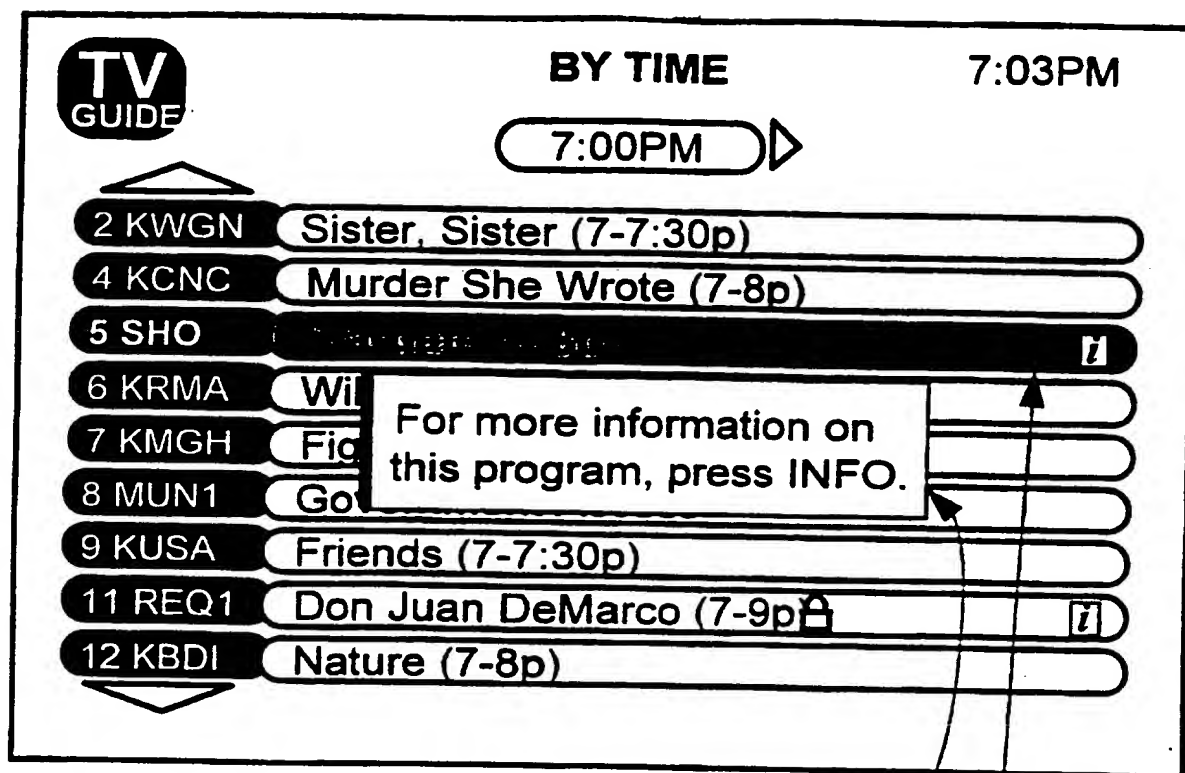 TV
GUIDE
BY TIME
7:03PM
7:00PM
2 KWGN Sister, Sister (7-7:30p)
4 KCNC Murder She Wrote (7-8p)
5 SHO i
6 KRMA Wil
7 KMGH Fig
8 MUN1 Gov
For more information on
this program, press INFO.
9 KUSA Friends (7-7:30p)
11 REQ1 Don Juan DeMarco (7-9p) i
12 KBDI Nature (7-8p)